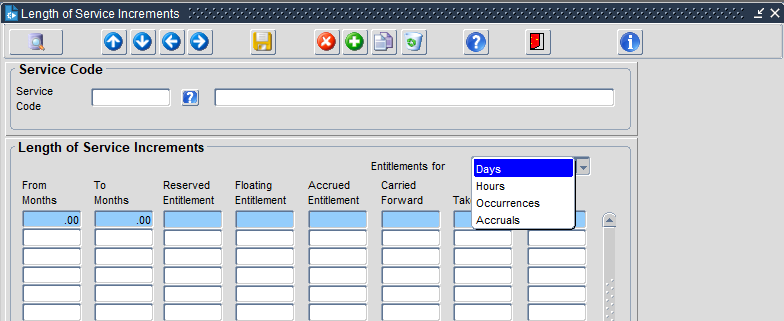 Length of Service Increments
Service Code
Service
Code
Length of Service Increments
Entitlements for
Days
Hours
Occurrences
Accruals
From
Months
To
Months
Reserved
Entitlement
Floating
Entitlement
Accrued
Entitlement
Carried
Forward
.00 .00